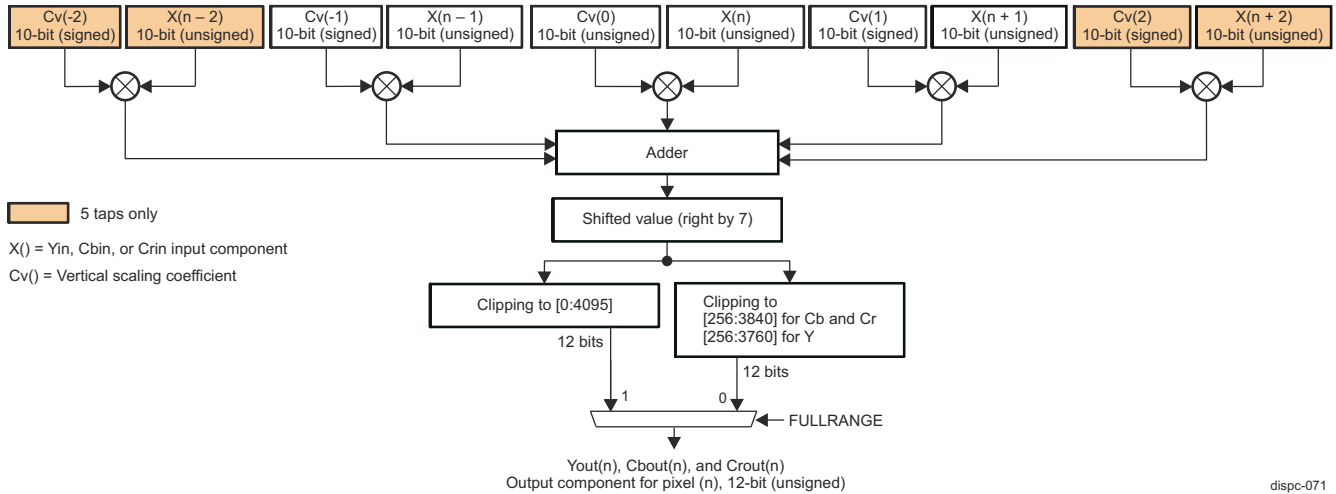 Cv(-2)
10-bit (signed)
X(n – 2)
10-bit (unsigned)
Cv(-1)
10-bit (signed)
X(n – 1)
10-bit (unsigned)
Cv(0)
10-bit (signed)
X(n)
10-bit (unsigned)
Cv(1)
10-bit (signed)
X(n + 1)
10-bit (unsigned)
Cv(2)
10-bit (signed)
X(n + 2)
10-bit (unsigned)
Adder
5 taps only
X() = Yin, Cbin, or Crin input component
Cv() = Vertical scaling coefficient
Shifted value (right by 7)
Clipping to [0:4095]
Clipping to
[256:3840] for Cb and Cr
[256:3760] for Y
12 bits
12 bits
1
0
FULLRANGE
Yout(n), Cbout(n), and Crout(n)
Output component for pixel (n), 12-bit (unsigned)
dispc-071